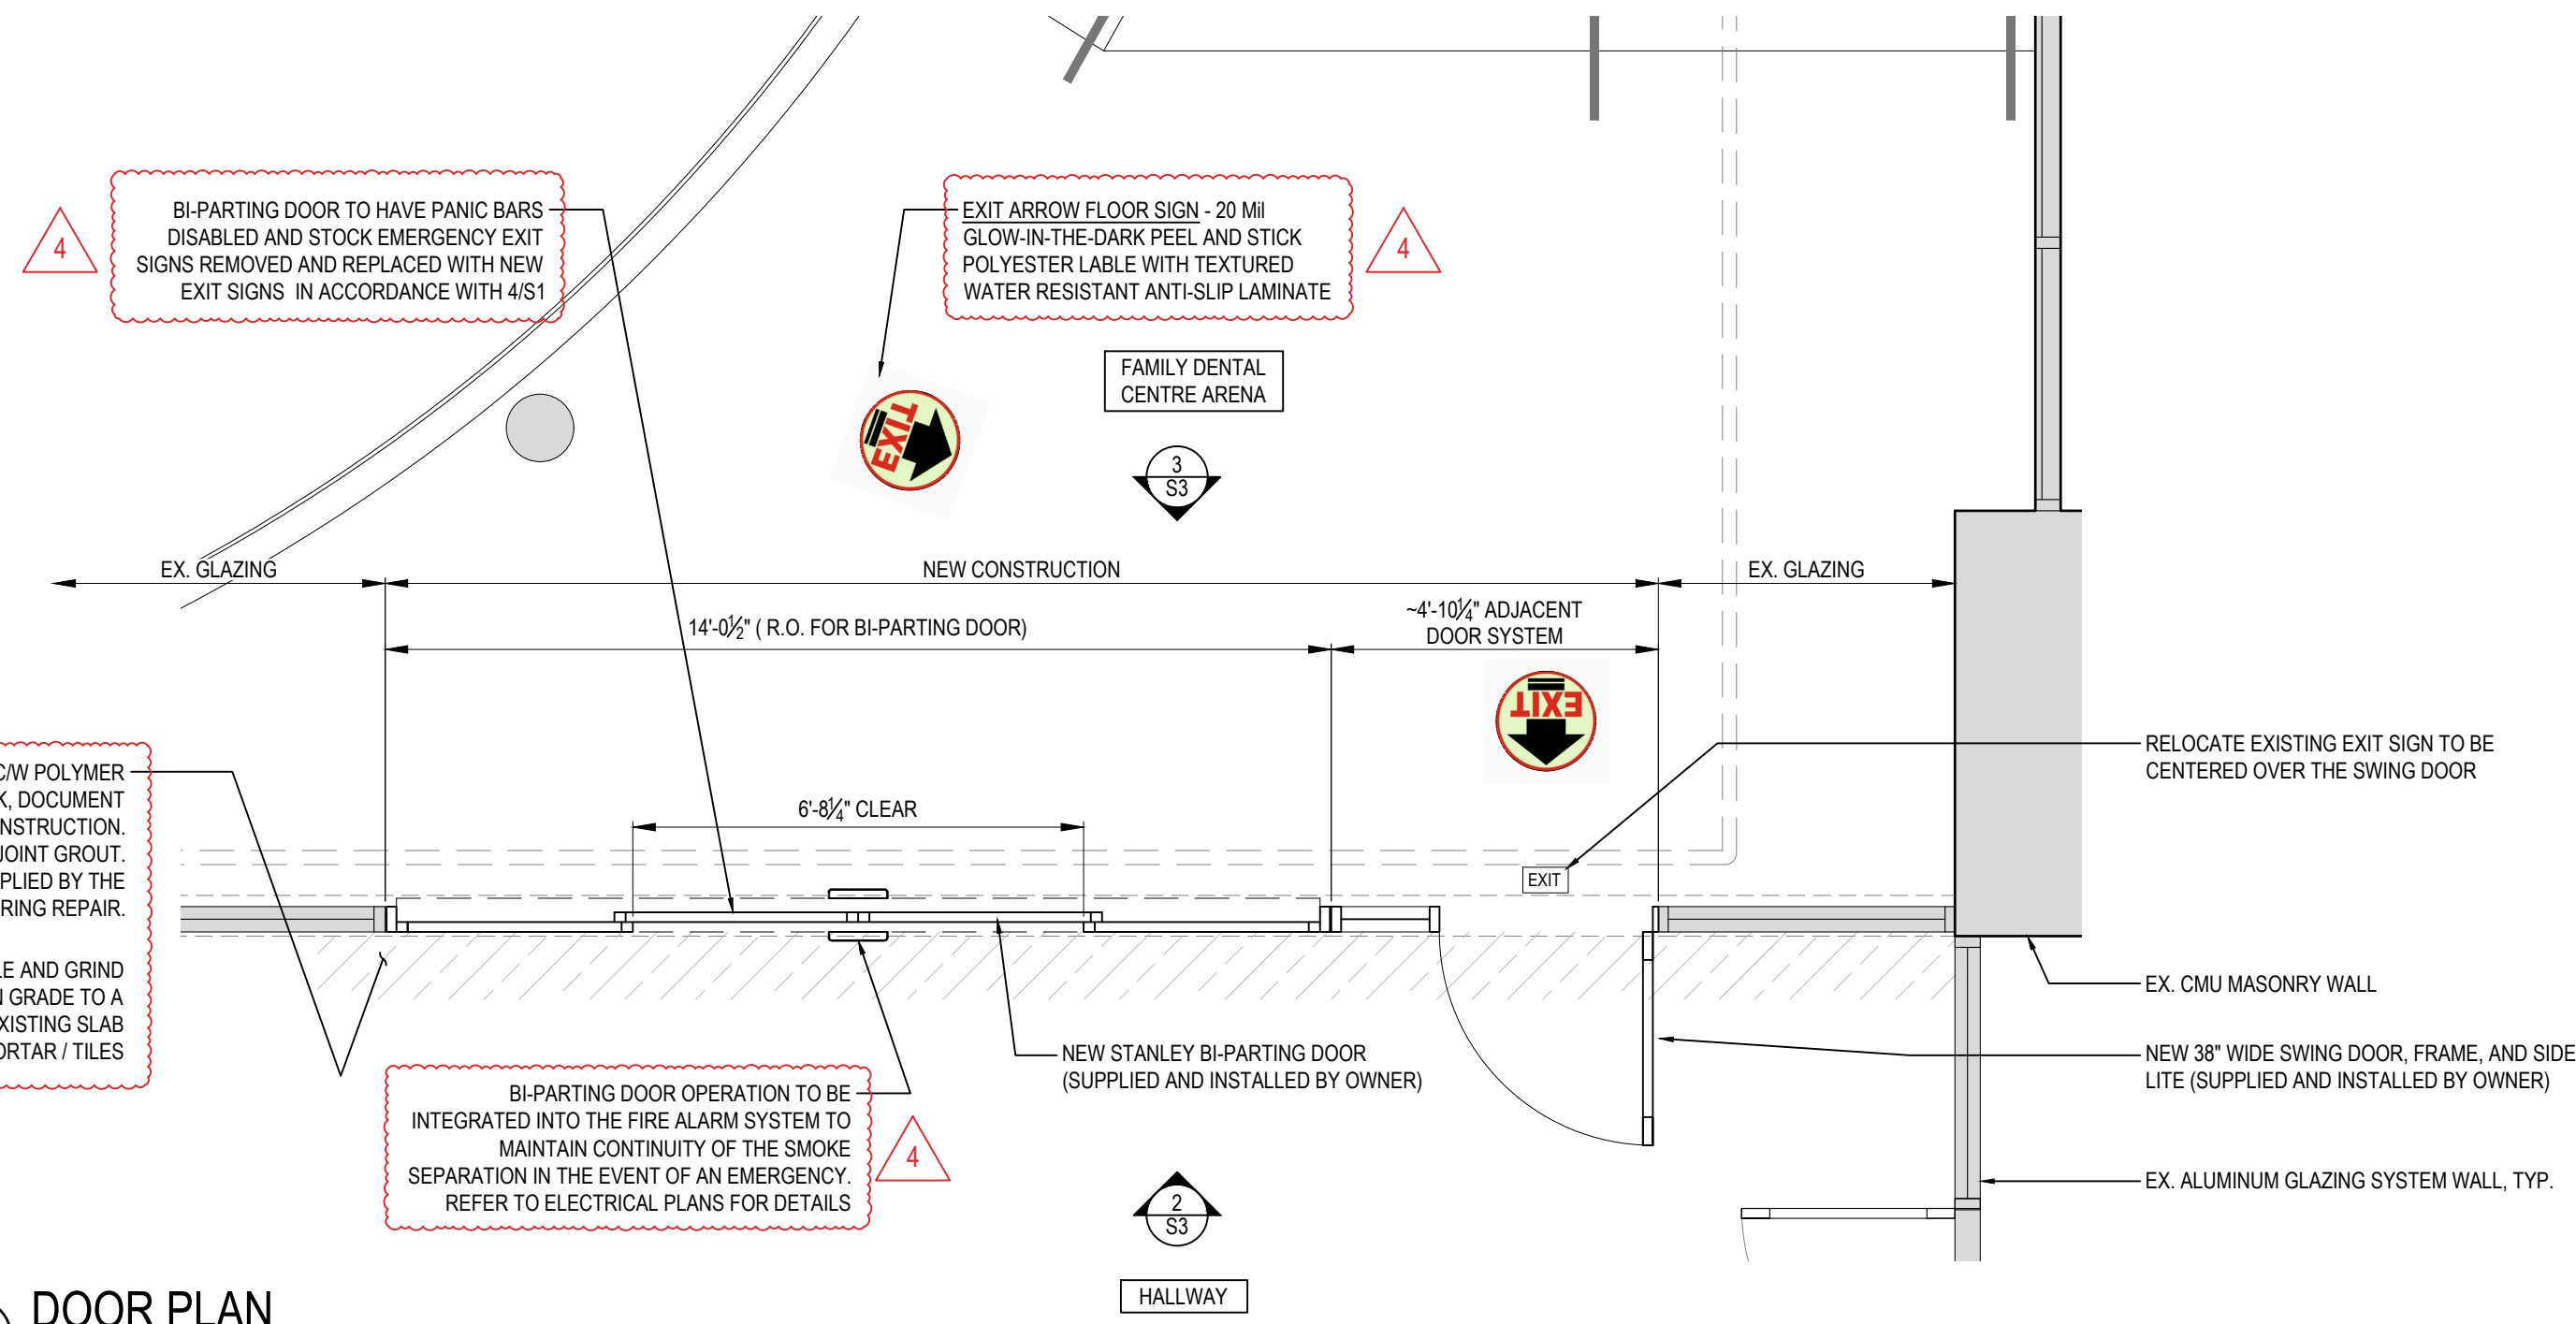 4
BI-PARTING DOOR TO HAVE PANIC BARS
DISABLED AND STOCK EMERGENCY EXIT
SIGNS REMOVED AND REPLACED WITH NEW
EXIT SIGNS IN ACCORDANCE WITH 4/S1
EXIT ARROW FLOOR SIGN - 20 Mil
GLOW-IN-THE-DARK PEEL AND STICK
POLYESTER LABLE WITH TEXTURED
WATER RESISTANT ANTI-SLIP LAMINATE
4
FAMILY DENTAL
CENTRE ARENA
EXIT
3
S3
EX. GLAZING
NEW CONSTRUCTION
EX. GLAZING
14'-0½" ( R.O. FOR BI-PARTING DOOR)
~4'-10¼" ADJACENT
DOOR SYSTEM
EXIT
RELOCATE EXISTING EXIT SIGN TO BE
CENTERED OVER THE SWING DOOR
C/W POLYMER
K, DOCUMENT
NSTRUCTION.
JOINT GROUT.
PPLIED BY THE
RING REPAIR.
LE AND GRIND
N GRADE TO A
XISTING SLAB
ORTAR / TILES
6'-8¼" CLEAR
EXIT
EX. CMU MASONRY WALL
NEW STANLEY BI-PARTING DOOR
(SUPPLIED AND INSTALLED BY OWNER)
NEW 38" WIDE SWING DOOR, FRAME, AND SIDE
LITE (SUPPLIED AND INSTALLED BY OWNER)
BI-PARTING DOOR OPERATION TO BE
INTEGRATED INTO THE FIRE ALARM SYSTEM TO
MAINTAIN CONTINUITY OF THE SMOKE
SEPARATION IN THE EVENT OF AN EMERGENCY.
REFER TO ELECTRICAL PLANS FOR DETAILS
4
EX. ALUMINUM GLAZING SYSTEM WALL, TYP.
2
S3
HALLWAY
DOOR PLAN